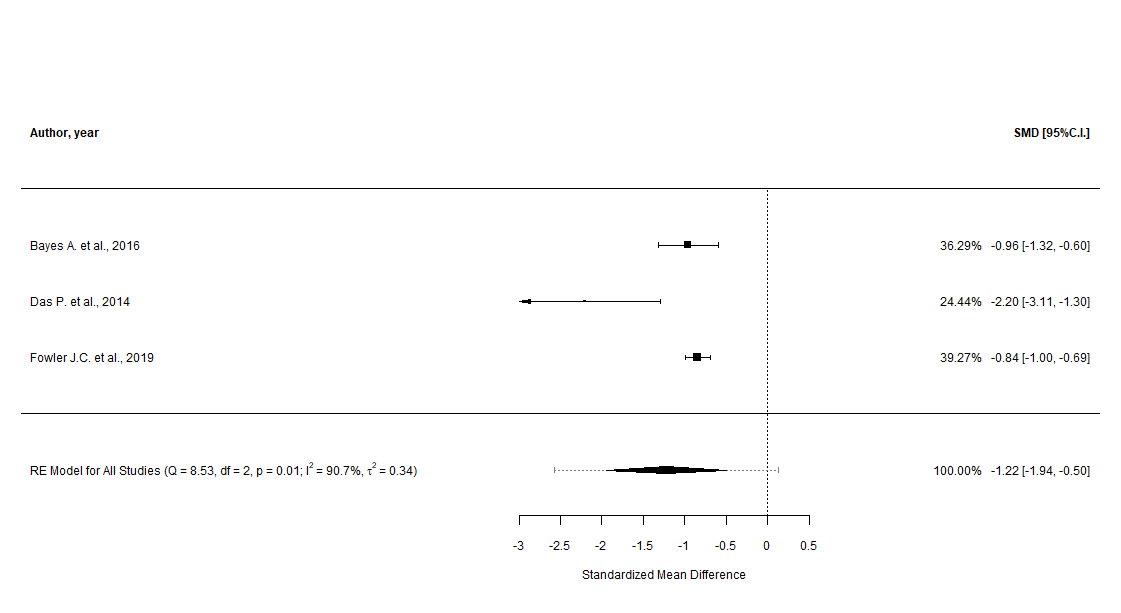 Author, year SMD [95%C.I.]
Bayes A. et al., 2016 36.29% -0.96 [-1.32, -0.60]
Das P. et al., 2014 24.44% -2.20 [-3.11, -1.30]
Fowler J.C. et al., 2019 39.27% -0.84 [-1.00, -0.69]
RE Model for All Studies (Q = 8.53, df = 2, p = 0.01; I² = 90.7%, τ² = 0.34) 100.00% -1.22 [-1.94, -0.50]
-3 -2.5 -2 -1.5 -1 -0.5 0 0.5
Standardized Mean Difference